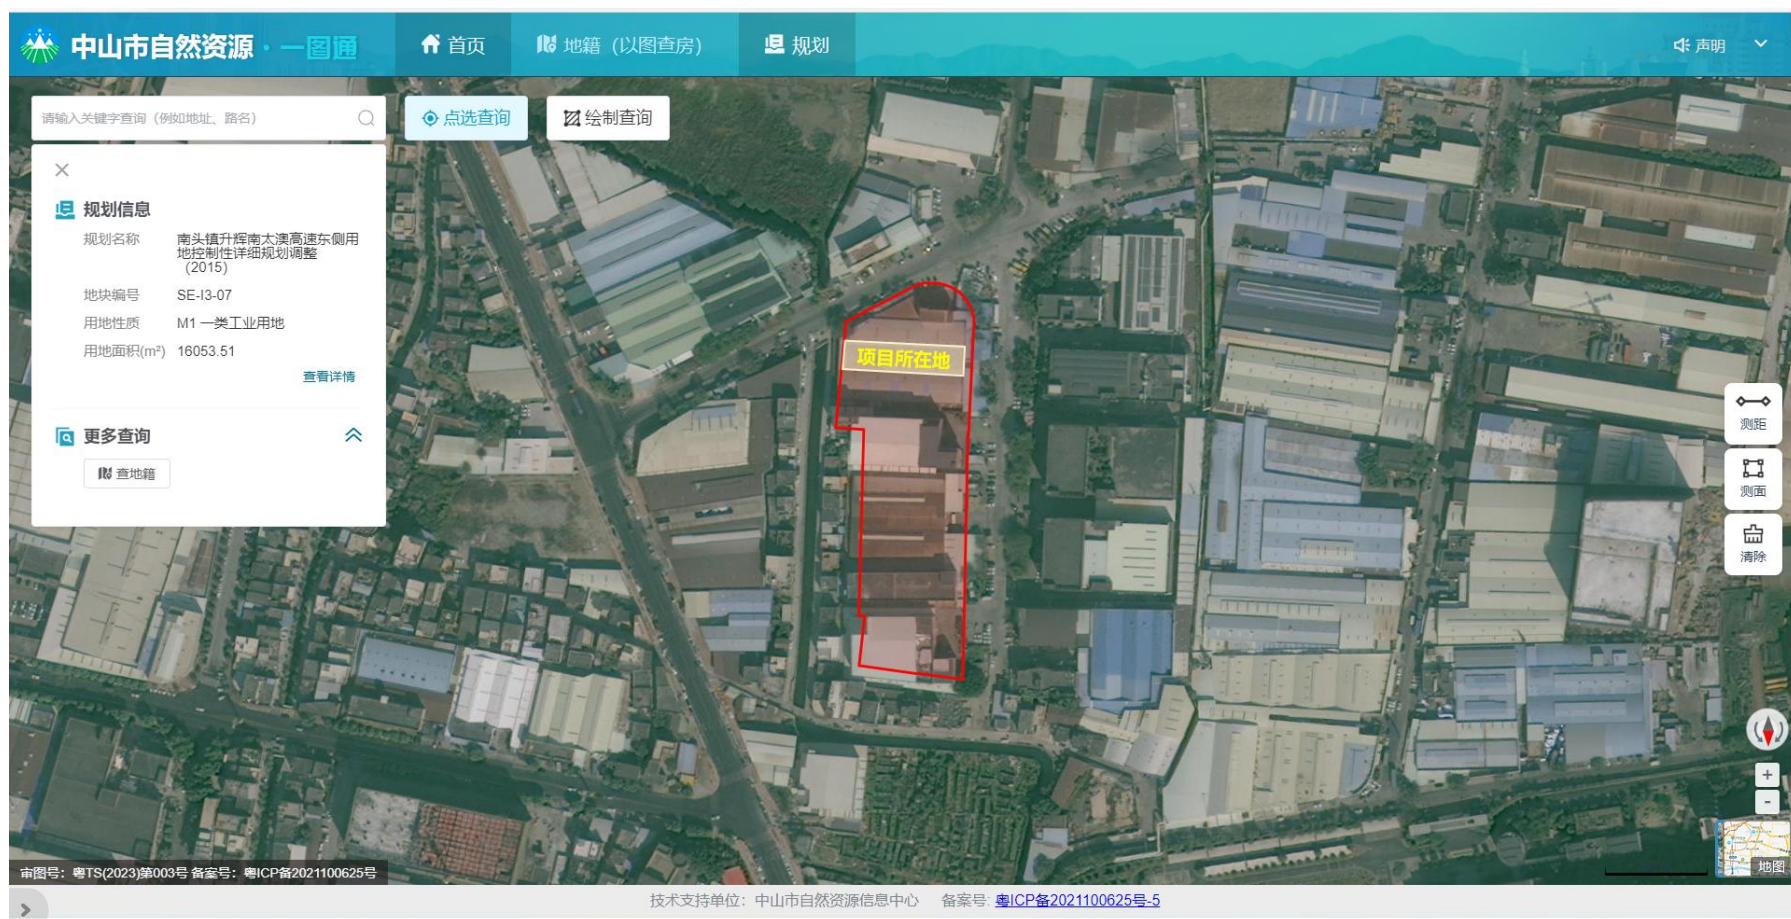 中山市自然资源·一图通
首页
地籍（以图查房）
规划
声明
请输入关键字查询（例如地址、路名）
点选查询
绘制查询
规划信息
规划名称
南头镇升辉南太澳高速东侧用
地控制性详细规划调整
（2015）
地块编号 SE-I3-07
用地性质 M1 一类工业用地
用地面积(m²) 16053.51
查看详情
更多查询
查地籍
项目所在地
测距
测面
清除
+
-
地图
审图号：粤TS(2023)第003号 备案号：粤ICP备2021100625号
技术支持单位：中山市自然资源信息中心 备案号: 粤ICP备2021100625号-5